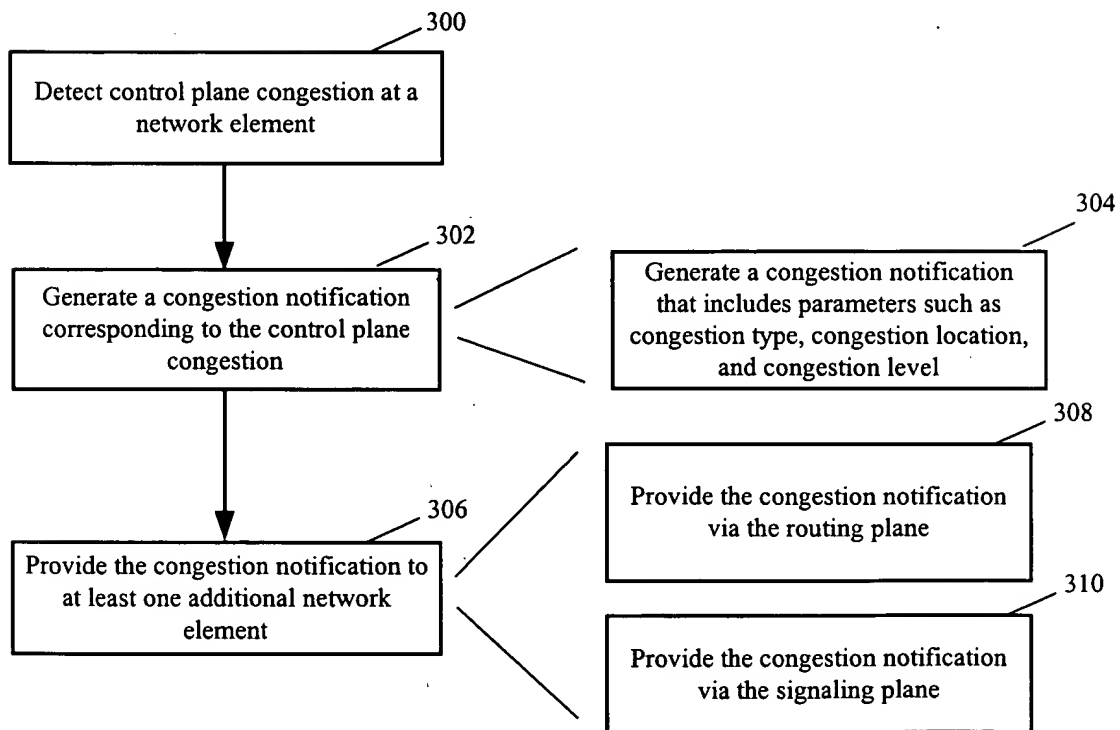 300
Detect control plane congestion at a
network element
302
Generate a congestion notification
corresponding to the control plane
congestion
304
Generate a congestion notification
that includes parameters such as
congestion type, congestion location,
and congestion level
306
Provide the congestion notification to
at least one additional network
element
308
Provide the congestion notification
via the routing plane
310
Provide the congestion notification
via the signaling plane